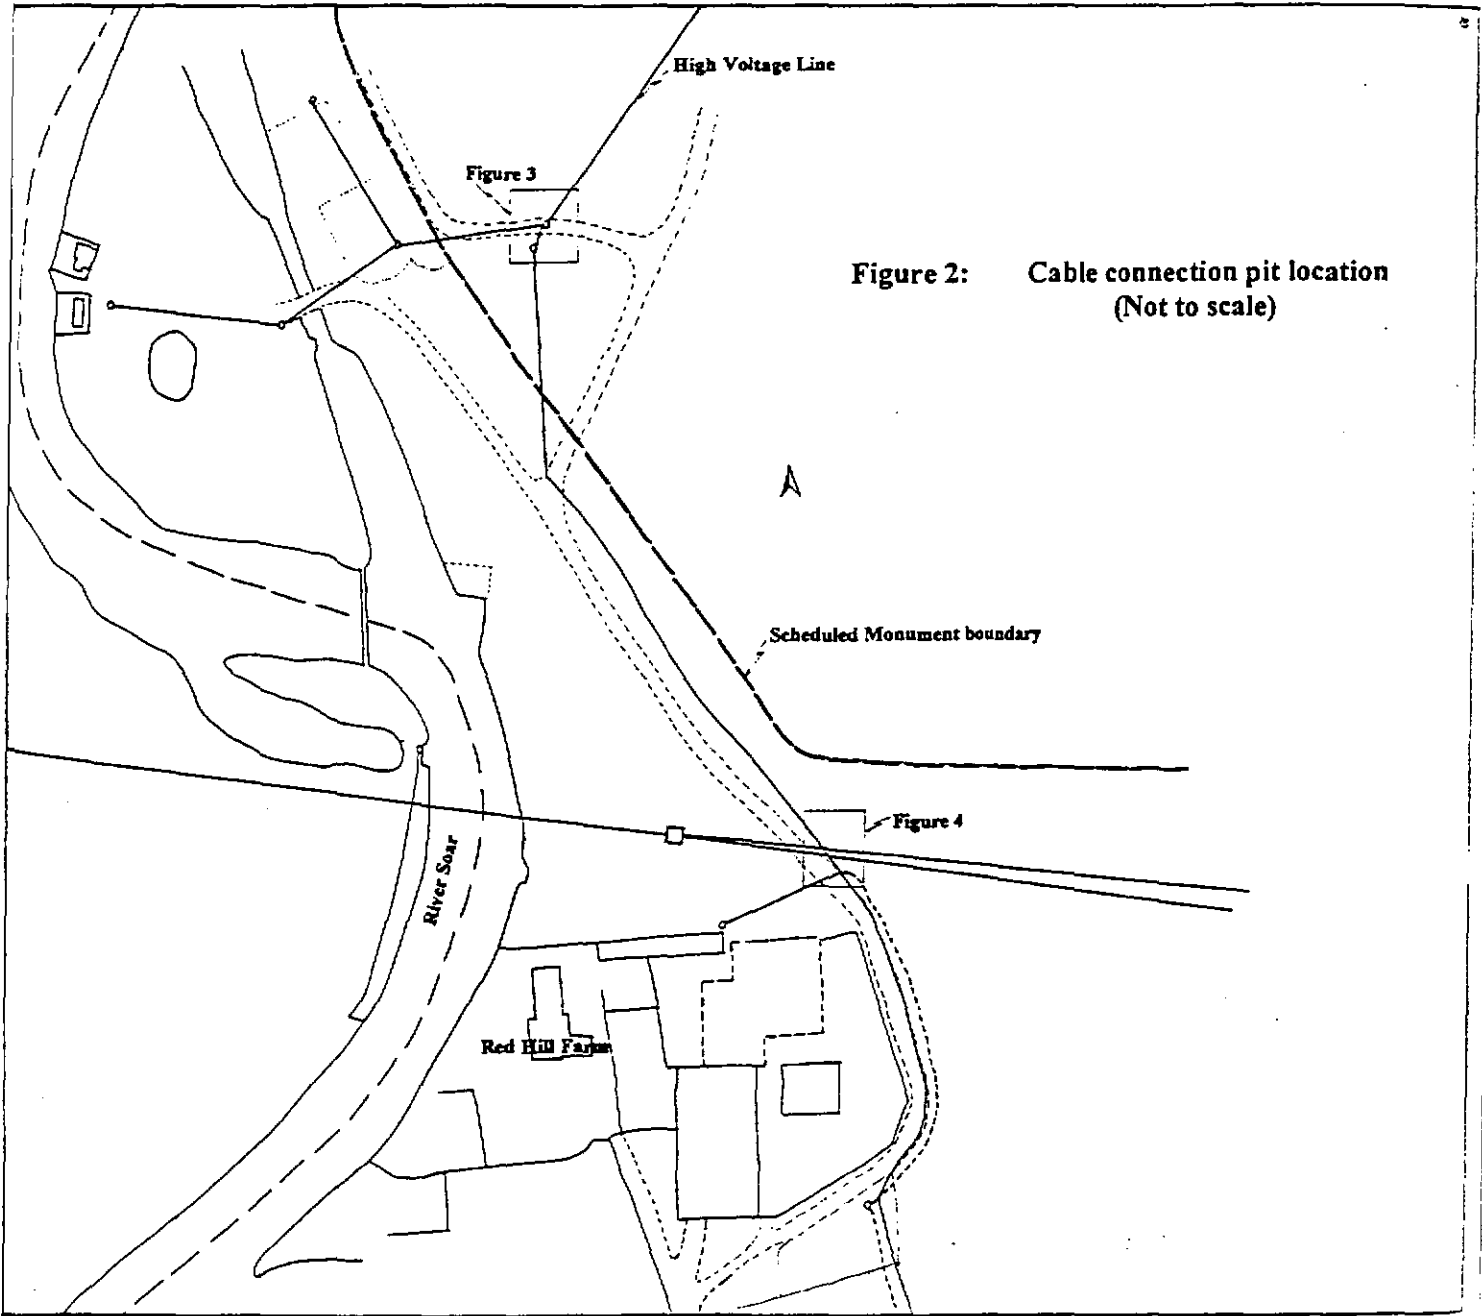 High Voltage Line
Figure 3
Figure 2: Cable connection pit location
(Not to scale)
Scheduled Monument boundary
Figure 4
River Soar
Red Hill Farm